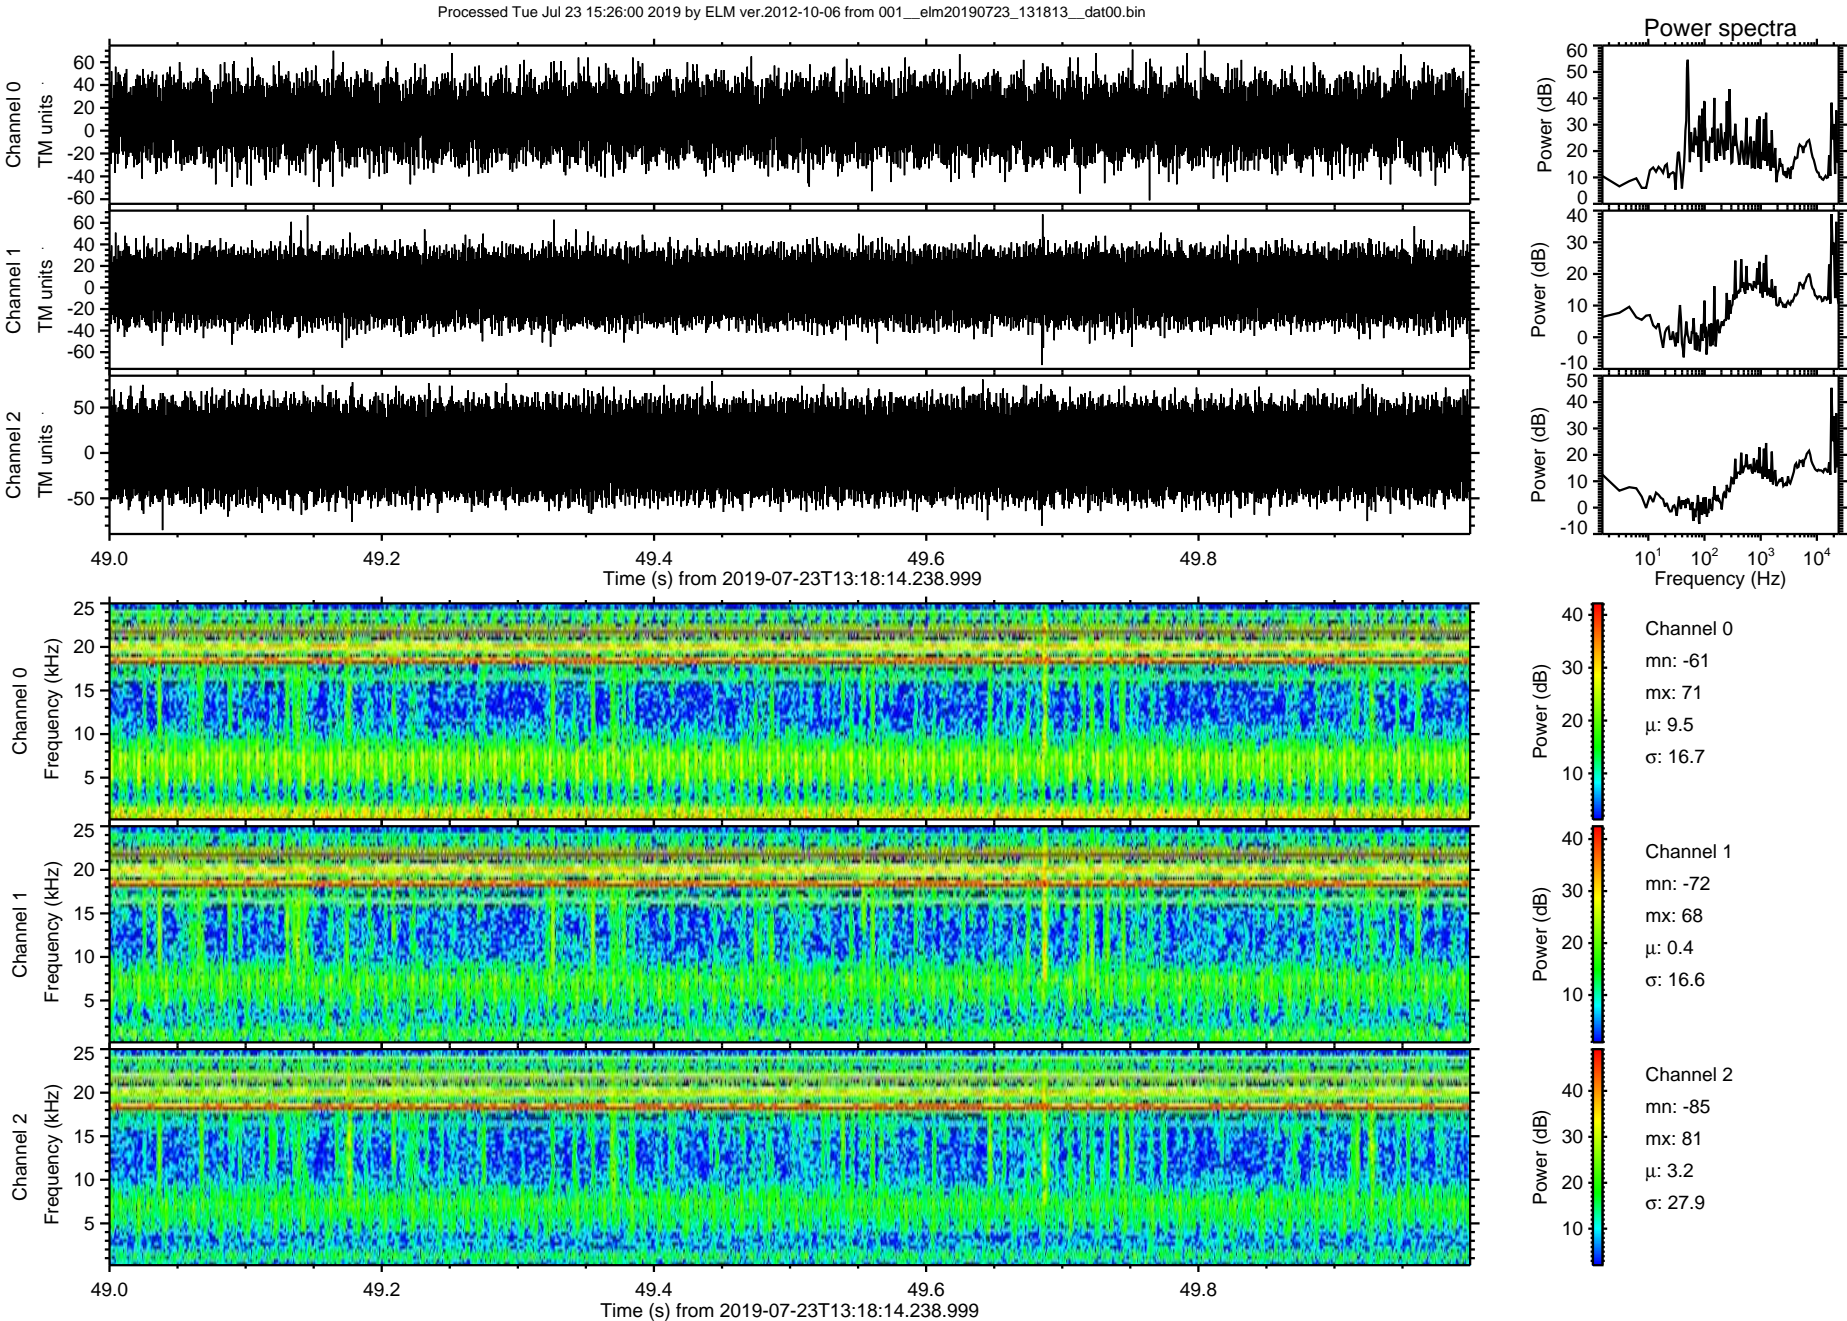 Processed Tue Jul 23 15:26:00 2019 by ELM ver.2012-10-06 from 001__elm20190723_131813__dat00.bin
Power spectra
Channel 0
TM units
60
40
20
0
-20
-40
-60
Power (dB)
60
50
40
30
20
10
0
Channel 1
TM units
60
40
20
0
-20
-40
-60
Power (dB)
40
30
20
10
0
-10
Channel 2
TM units
50
0
-50
Power (dB)
50
40
30
20
10
0
-10
49.0 49.2 49.4 49.6 49.8
Time (s) from 2019-07-23T13:18:14.238.999
10¹ 10² 10³ 10⁴
Frequency (Hz)
Channel 0
Frequency (kHz)
25
20
15
10
5
Power (dB)
40
30
20
10
Channel 0
mn: -61
mx: 71
μ: 9.5
σ: 16.7
Channel 1
Frequency (kHz)
25
20
15
10
5
Power (dB)
40
30
20
10
Channel 1
mn: -72
mx: 68
μ: 0.4
σ: 16.6
Channel 2
Frequency (kHz)
25
20
15
10
5
Power (dB)
40
30
20
10
Channel 2
mn: -85
mx: 81
μ: 3.2
σ: 27.9
49.0 49.2 49.4 49.6 49.8
Time (s) from 2019-07-23T13:18:14.238.999